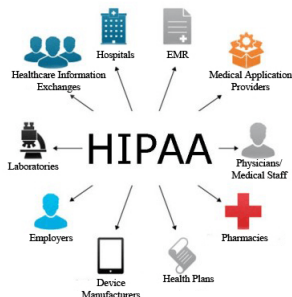 Hospitals
EMR
Healthcare Information
Exchanges
Medical Application
Providers
HIPAA
Laboratories
Physicians/
Medical Staff
Employers
Pharmacies
Device
Manufacturers
Health Plans